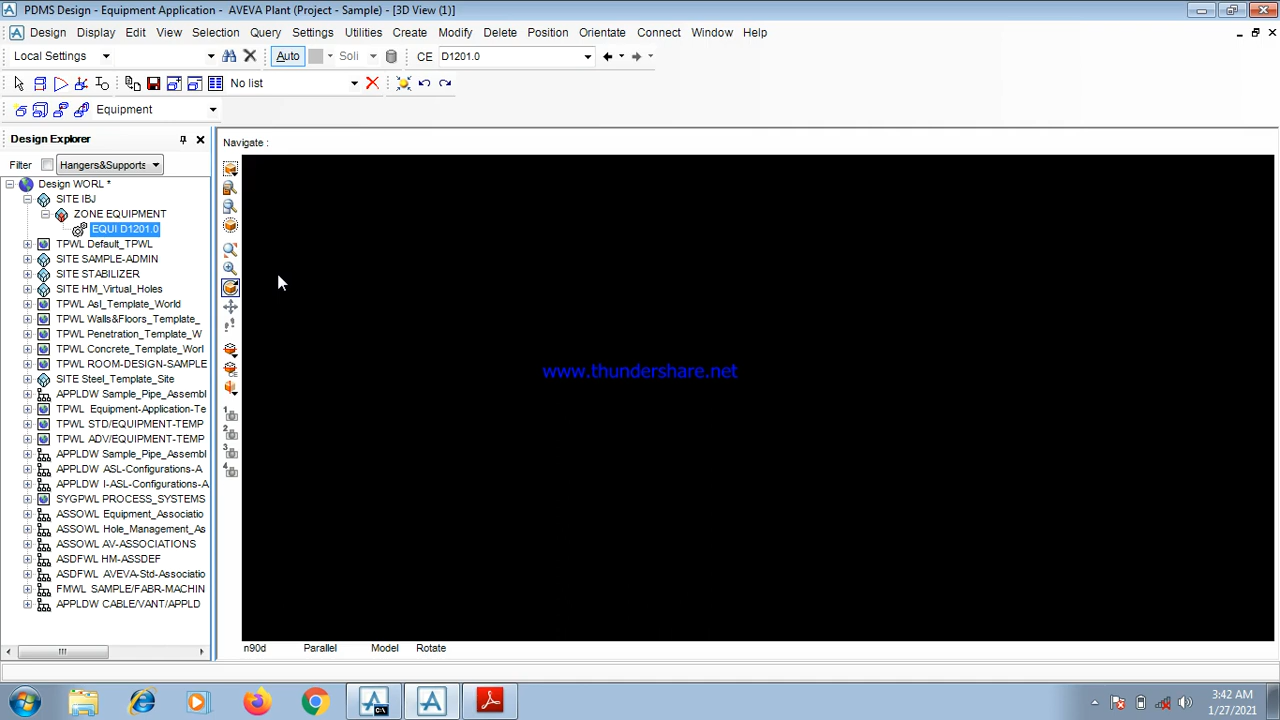 PDMS Design - Equipment Application - AVEVA Plant (Project - Sample) - [3D View (1)]
Design Display Edit View Selection Query Settings Utilities Create Modify Delete Position Orientate Connect Window Help
Local Settings Auto Soli CE D1201.0
No list
Equipment
Design Explorer
Navigate :
Filter Hangers&Supports
Design WORL *
SITE IBJ
ZONE EQUIPMENT
EQUI D1201.0
TPWL Default_TPWL
SITE SAMPLE-ADMIN
SITE STABILIZER
SITE HM_Virtual_Holes
TPWL Asl_Template_World
TPWL Walls&Floors_Template_
TPWL Penetration_Template_W
TPWL Concrete_Template_Worl
TPWL ROOM-DESIGN-SAMPLE
SITE Steel_Template_Site
APPLDW Sample_Pipe_Assembl
TPWL Equipment-Application-Te
TPWL STD/EQUIPMENT-TEMP
TPWL ADV/EQUIPMENT-TEMP
APPLDW Sample_Pipe_Assembl
APPLDW ASL-Configurations-A
APPLDW I-ASL-Configurations-A
SYGPWL PROCESS_SYSTEMS
ASSOWL Equipment_Associatio
ASSOWL Hole_Management_As
ASSOWL AV-ASSOCIATIONS
ASDFWL HM-ASSDEF
ASDFWL AVEVA-Std-Associatio
FMWL SAMPLE/FABR-MACHIN
APPLDW CABLE/VANT/APPLD
CE
1
2
3
4
www.thundershare.net
n90d Parallel Model Rotate
C:\
3:42 AM
1/27/2021